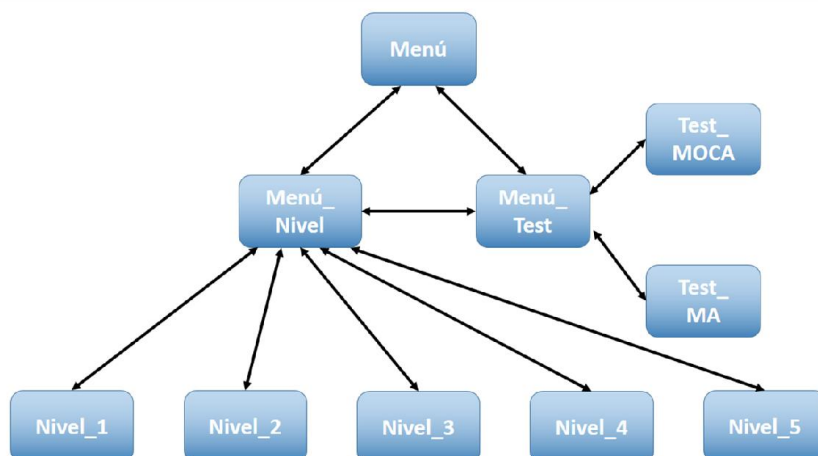 Menú
Test_
MOCA
Menú_
Nivel
Menú_
Test
Test_
MA
Nivel_1
Nivel_2
Nivel_3
Nivel_4
Nivel_5